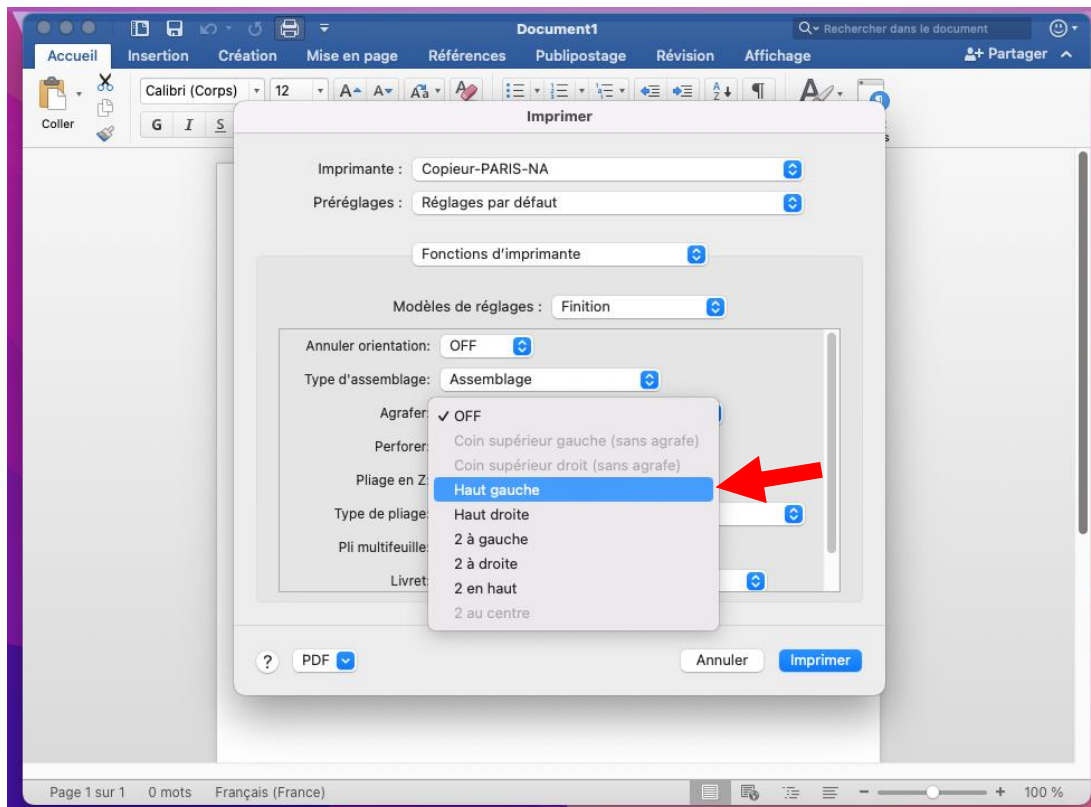 Document1
Rechercher dans le document
Accueil Insertion Création Mise en page Références Publipostage Révision Affichage Partager
Calibri (Corps) 12
Coller G I S
Imprimer
Imprimante : Copieur-PARIS-NA
Préréglages : Réglages par défaut
Fonctions d'imprimante
Modèles de réglages : Finition
Annuler orientation: OFF
Type d'assemblage: Assemblage
Agrafer: ✓ OFF
Coin supérieur gauche (sans agrafe)
Perforer:
Coin supérieur droit (sans agrafe)
Pliage en Z
Haut gauche
Type de pliage
Haut droite
2 à gauche
Pli multifeuille
2 à droite
Livret
2 en haut
2 au centre
? PDF Annuler Imprimer
Page 1 sur 1 0 mots Français (France) 100 %